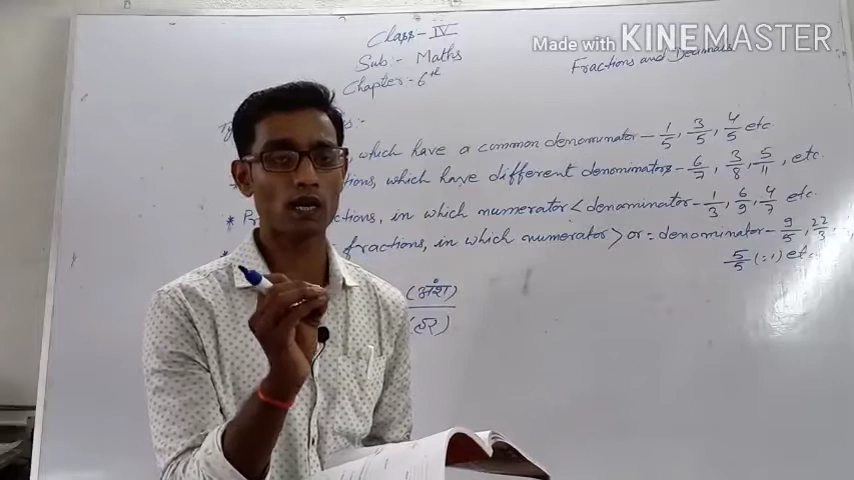 Made with KINEMASTER
Class - IV
Sub:- Maths
Chapter - 6th
Fractions and Decimals
:-
, which have a common denominator - 1/5, 3/5, 4/5 etc.
tions, which have different denominators - 6/7, 3/8, 5/11, etc.
* Pr ctions, in which numerator < denominator - 1/3, 6/9, 4/7 etc
fractions, in which numerator > or = denominator - 9/5, 22/3,
5/5 (=1) etc.
(अंश)
(हर)